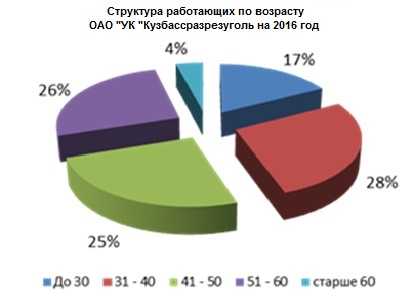 Структура работающих по возрасту
ОАО "УК "Кузбассразрезуголь на 2016 год
4%
17%
26%
28%
25%
До 30 31 - 40 41 - 50 51 - 60 старше 60